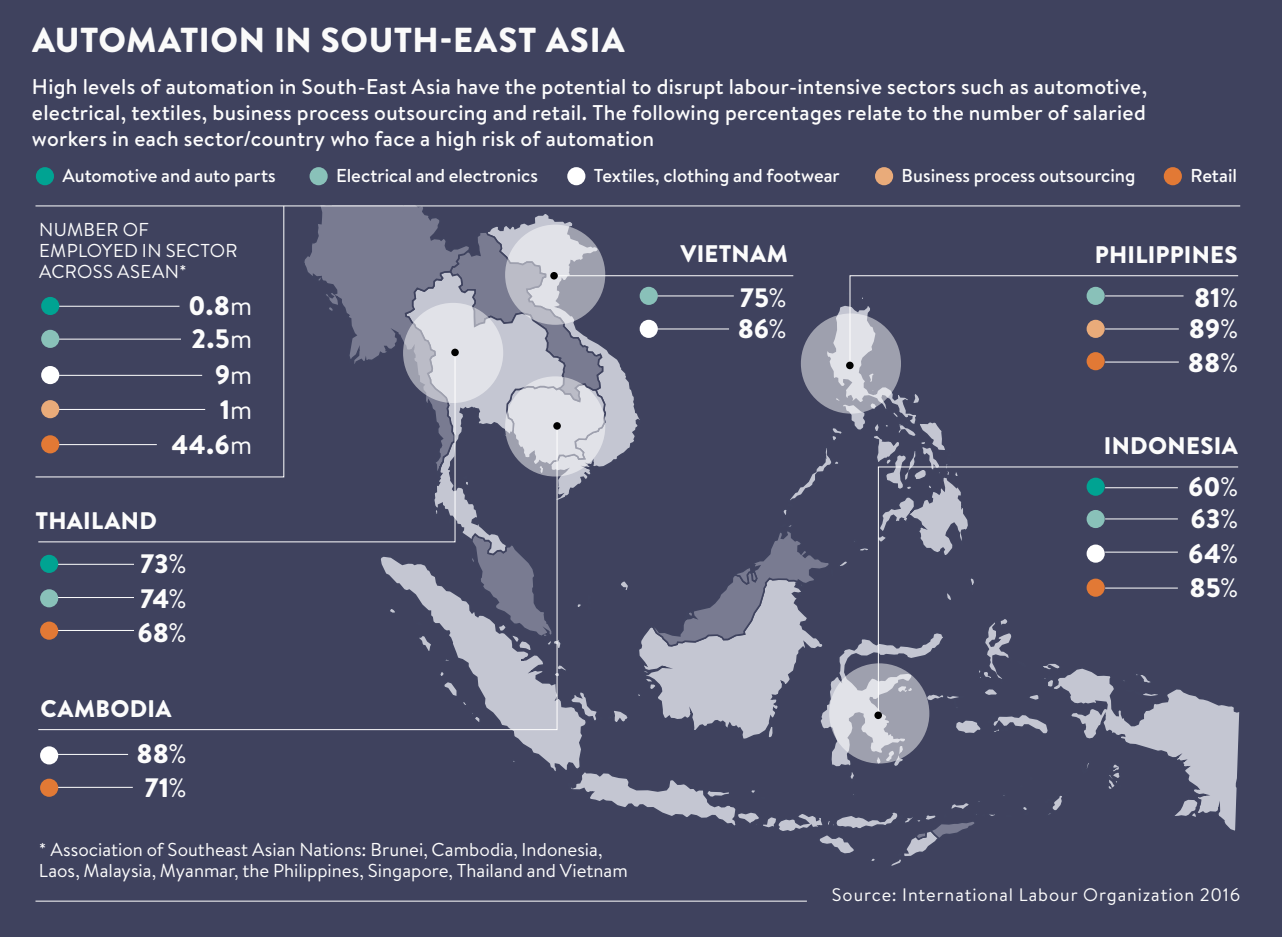 AUTOMATION IN SOUTH-EAST ASIA
High levels of automation in South-East Asia have the potential to disrupt labour-intensive sectors such as automotive,
electrical, textiles, business process outsourcing and retail. The following percentages relate to the number of salaried
workers in each sector/country who face a high risk of automation
Automotive and auto parts
Electrical and electronics
Textiles, clothing and footwear
Business process outsourcing
Retail
NUMBER OF
EMPLOYED IN SECTOR
ACROSS ASEAN*
0.8m
2.5m
9m
1m
44.6m
VIETNAM
75%
86%
PHILIPPINES
81%
89%
88%
INDONESIA
60%
63%
64%
85%
THAILAND
73%
74%
68%
CAMBODIA
88%
71%
* Association of Southeast Asian Nations: Brunei, Cambodia, Indonesia,
Laos, Malaysia, Myanmar, the Philippines, Singapore, Thailand and Vietnam
Source: International Labour Organization 2016